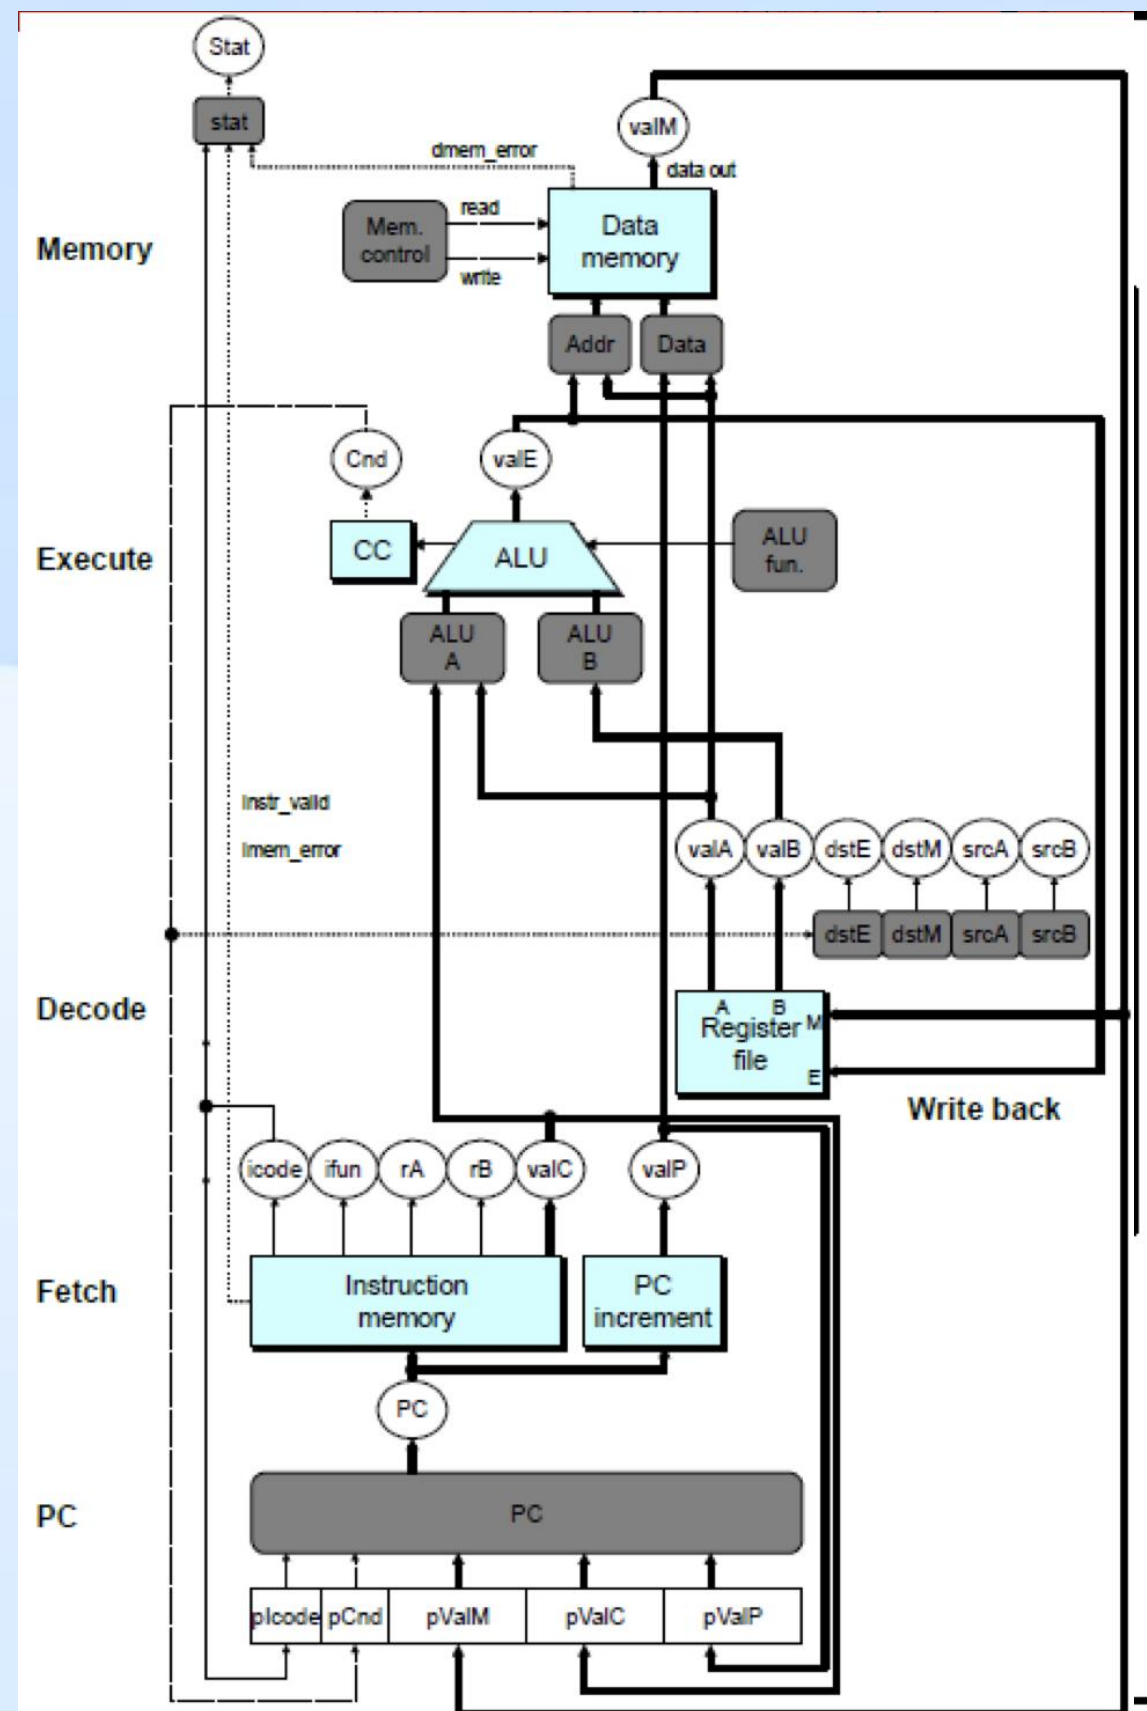 Stat
stat
valM
dmem_error
data out
Mem.
control
read
write
Data
memory
Memory
Addr
Data
Cnd
valE
CC
ALU
ALU
fun.
Execute
ALU
A
ALU
B
Instr_valid
Imem_error
valA
valB
dstE
dstM
srcA
srcB
dstE
dstM
srcA
srcB
Decode
A
B
M
Register
file
E
Write back
icode
ifun
rA
rB
valC
valP
Fetch
Instruction
memory
PC
increment
PC
PC
PC
pIcode
pCnd
pValM
pValC
pValP